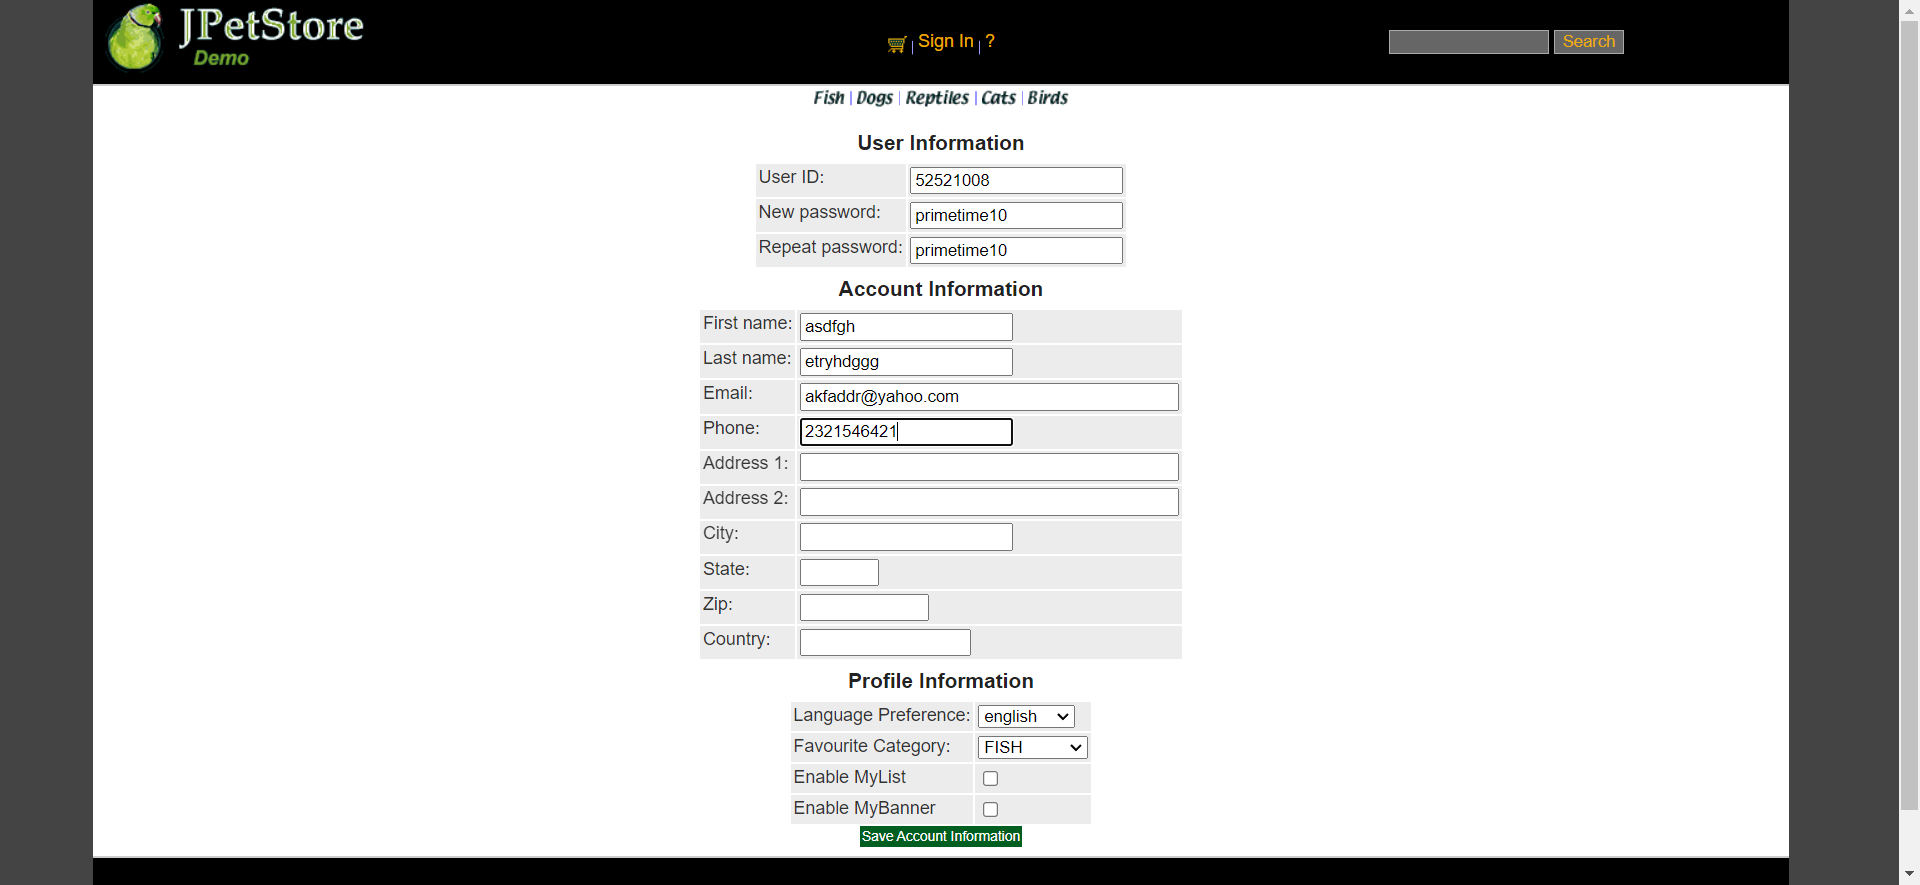 JPetStore
Demo
Sign In | ?
Search
Fish | Dogs | Reptiles | Cats | Birds
User Information
User ID: 52521008
New password: primetime10
Repeat password: primetime10
Account Information
First name: asdfgh
Last name: etryhdggg
Email: akfaddr@yahoo.com
Phone: 2321546421
Address 1:
Address 2:
City:
State:
Zip:
Country:
Profile Information
Language Preference: english
Favourite Category: FISH
Enable MyList
Enable MyBanner
Save Account Information